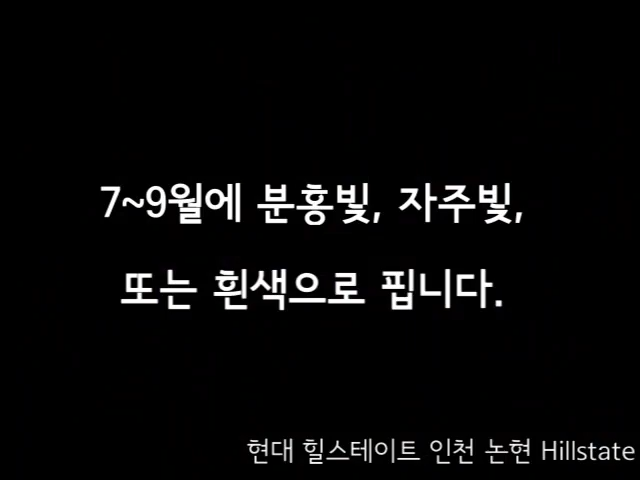 7~9월에 분홍빛, 자주빛,
또는 흰색으로 핍니다.
현대 힐스테이트 인천 논현 Hillstate